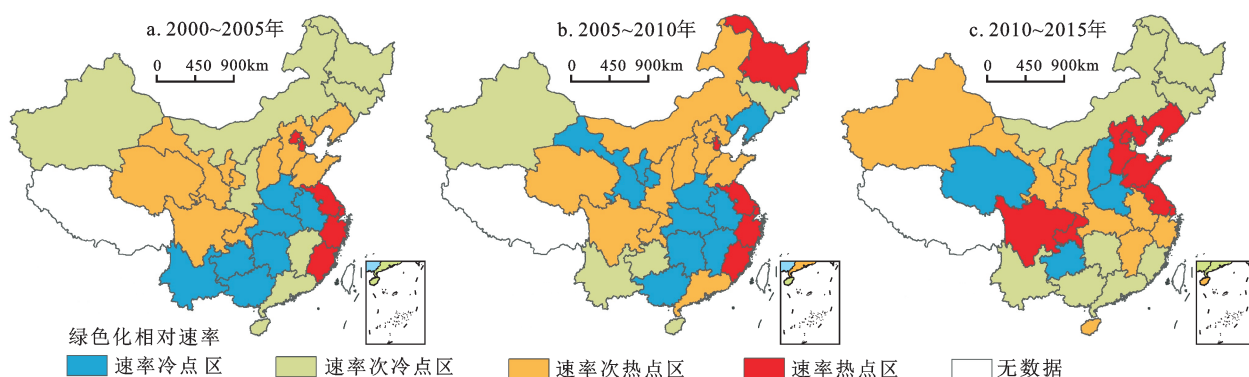 a. 2000~2005年
0 450 900km
b. 2005~2010年
0 450 900km
c. 2010~2015年
0 450 900km
绿色化相对速率
速率冷点区
速率次冷点区
速率次热点区
速率热点区
无数据